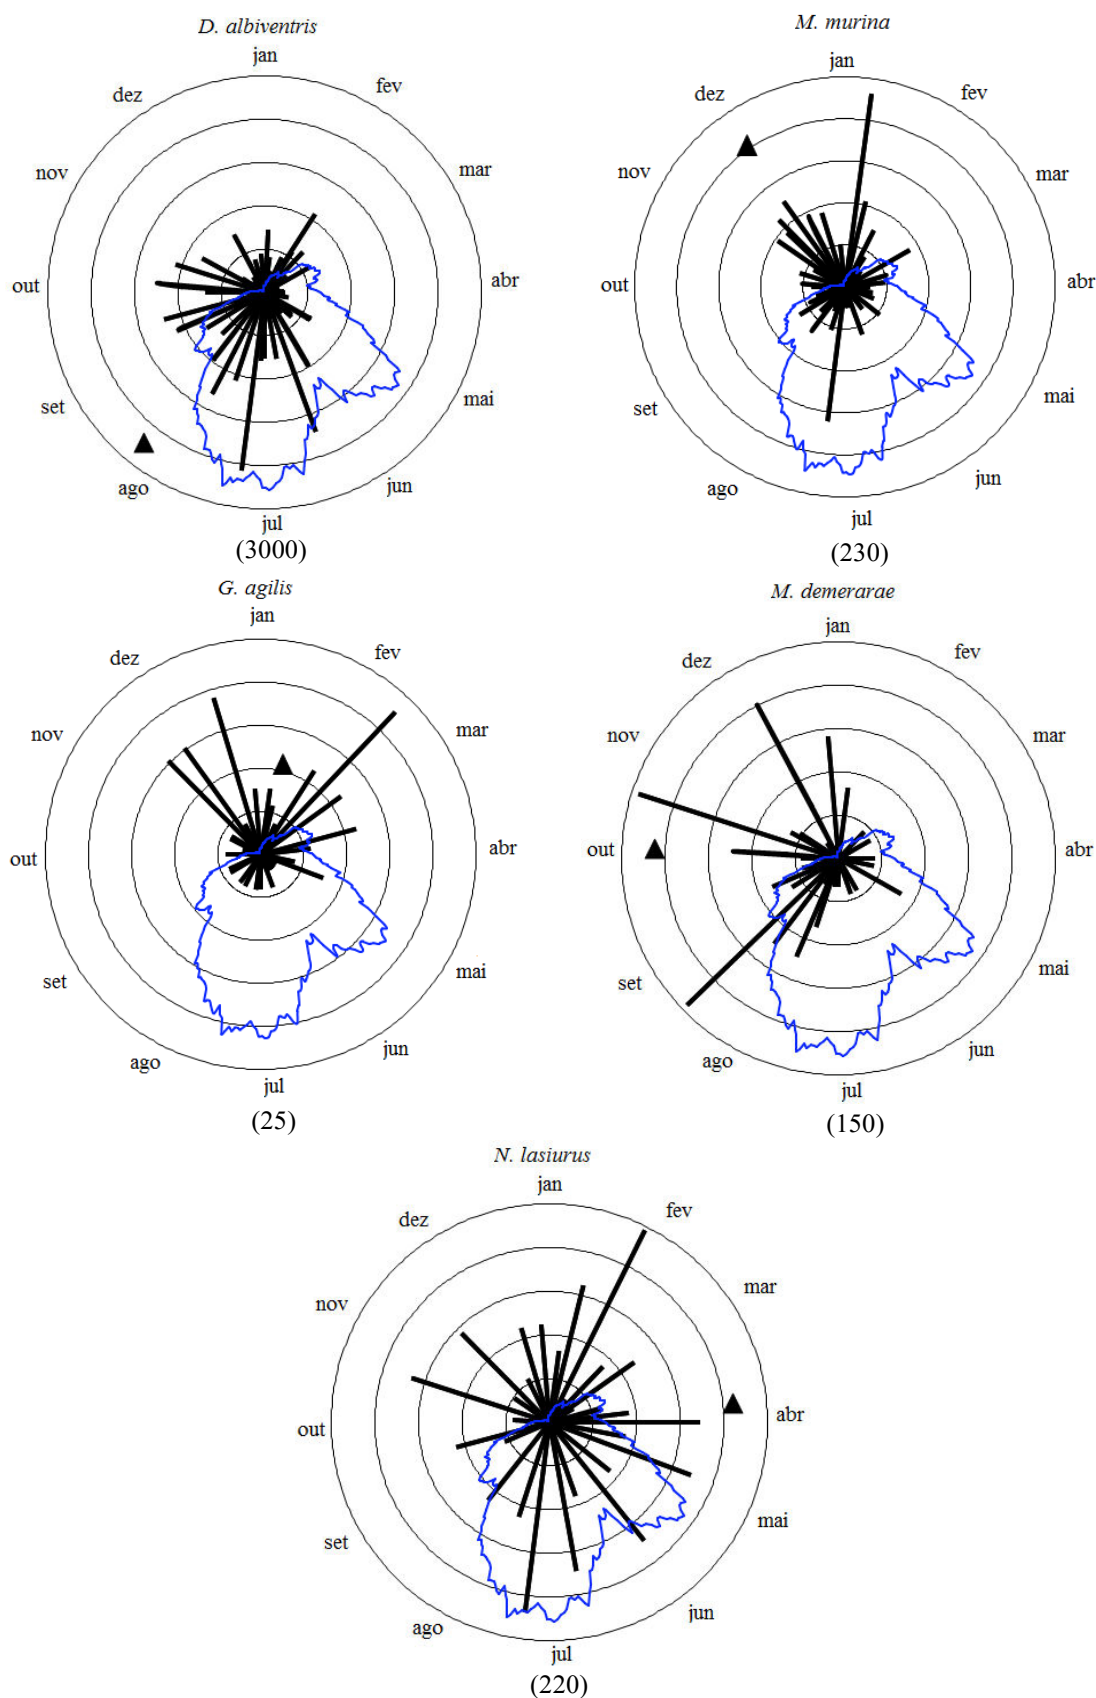 D. albiventris
jan
fev
mar
abr
mai
jun
jul
ago
set
out
nov
dez
(3000)
M. murina
jan
fev
mar
abr
mai
jun
jul
ago
set
out
nov
dez
(230)
G. agilis
jan
fev
mar
abr
mai
jun
jul
ago
set
out
nov
dez
(25)
M. demerarae
jan
fev
mar
abr
mai
jun
jul
ago
set
out
nov
dez
(150)
N. lasiurus
jan
fev
mar
abr
mai
jun
jul
ago
set
out
nov
dez
(220)